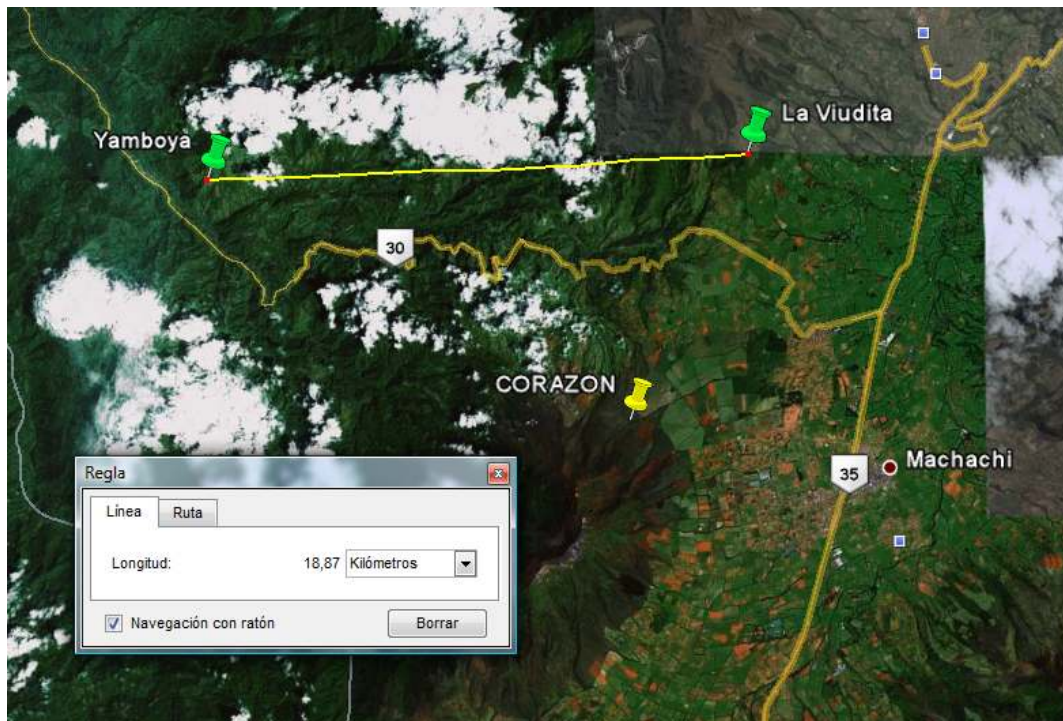 La Viudita
Yamboya
30
CORAZON
Machachi
35
Regla
Línea
Ruta
Longitud:
18,87 Kilómetros
Navegación con ratón
Borrar